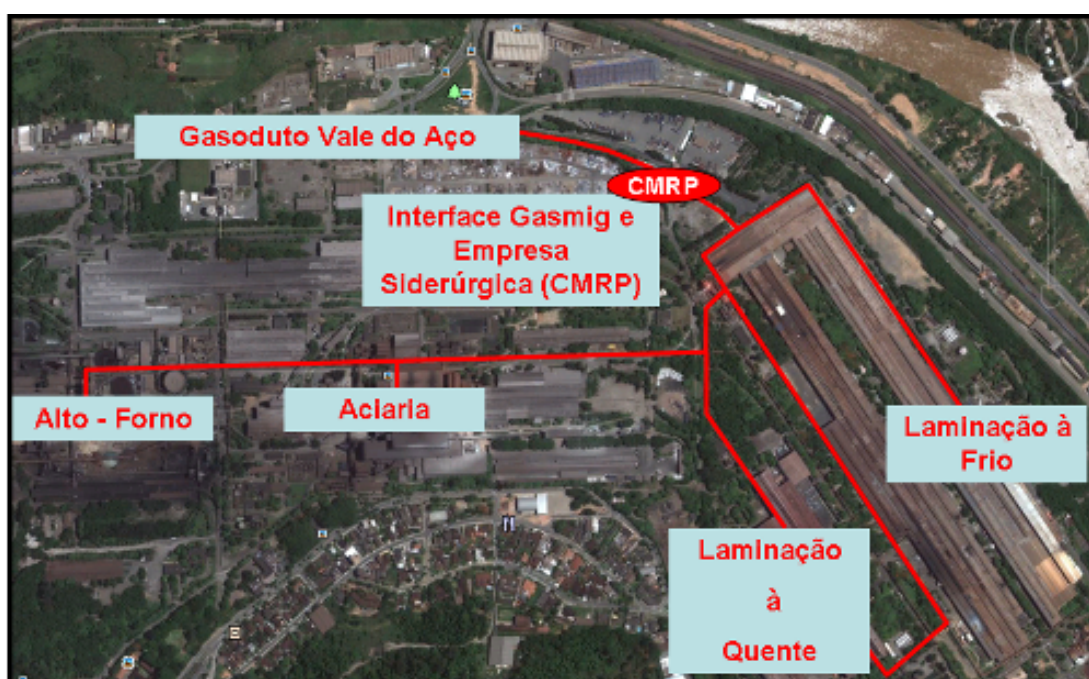 Gasoduto Vale do Aço
CMRP
Interface Gasmig e
Empresa
Siderúrgica (CMRP)
Alto - Forno
Aciaria
Laminação à
Frio
Laminação
à
Quente